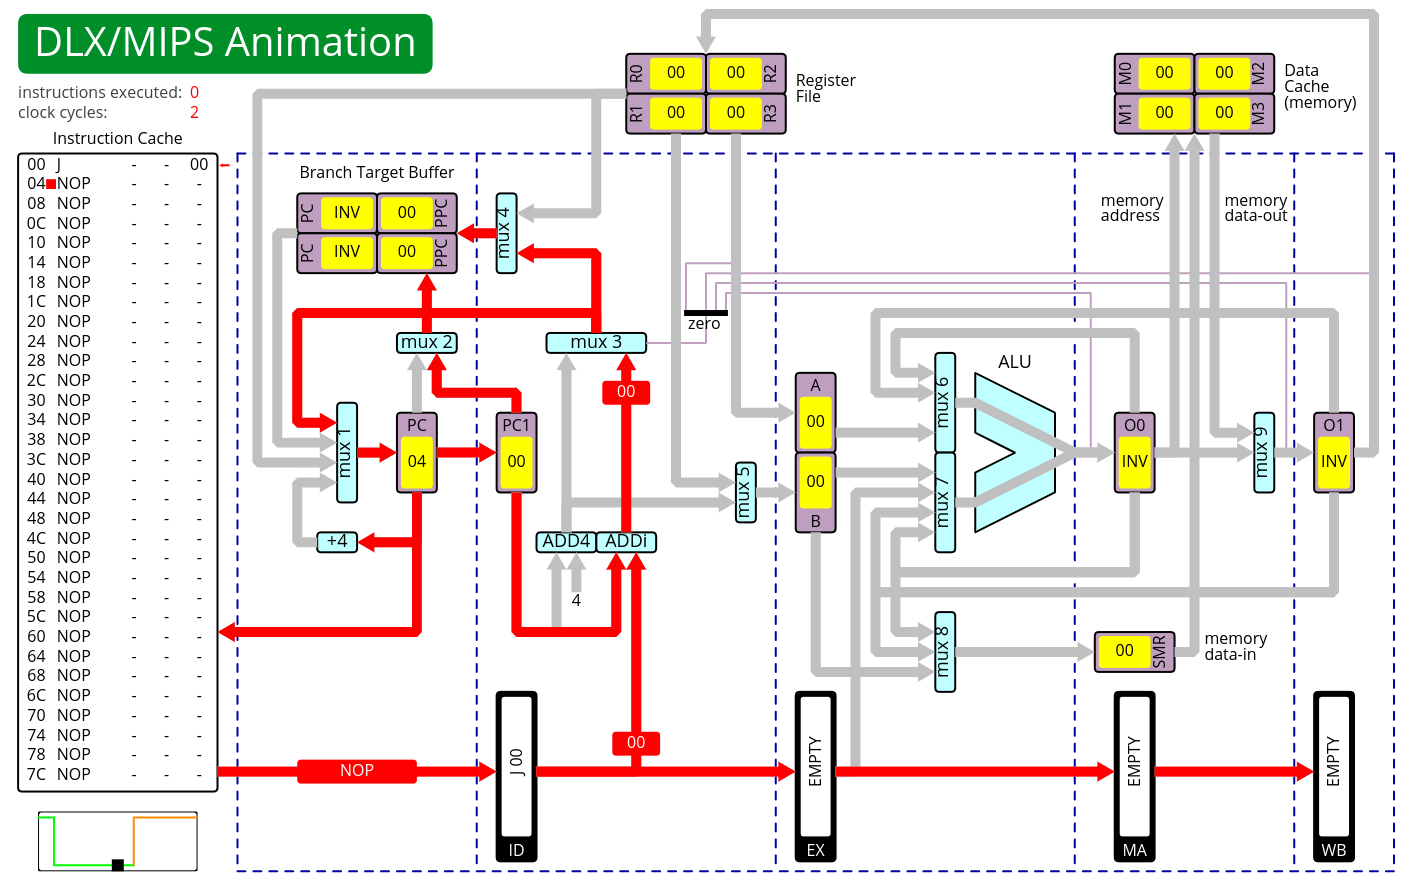 DLX/MIPS Animation
instructions executed: 0
clock cycles: 2
Instruction Cache
00 J - - 00
04 NOP - - -
08 NOP - - -
0C NOP - - -
10 NOP - - -
14 NOP - - -
18 NOP - - -
1C NOP - - -
20 NOP - - -
24 NOP - - -
28 NOP - - -
2C NOP - - -
30 NOP - - -
34 NOP - - -
38 NOP - - -
3C NOP - - -
40 NOP - - -
44 NOP - - -
48 NOP - - -
4C NOP - - -
50 NOP - - -
54 NOP - - -
58 NOP - - -
5C NOP - - -
60 NOP - - -
64 NOP - - -
68 NOP - - -
6C NOP - - -
70 NOP - - -
74 NOP - - -
78 NOP - - -
7C NOP - - -
R0 00 00 R2
R1 00 00 R3
Register
File
M0 00 00 M2
M1 00 00 M3
Data
Cache
(memory)
Branch Target Buffer
PC INV 00 PPC
PC INV 00 PPC
mux 4
memory
address
memory
data-out
zero
mux 2
mux 3
00
mux 1
PC
04
PC1
00
mux 5
A
00
00
B
mux 6
mux 7
ALU
O0
INV
mux 9
O1
INV
+4
ADD4
ADDi
4
mux 8
00 SMR
memory
data-in
00
NOP
J 00
ID
EMPTY
EX
EMPTY
MA
EMPTY
WB